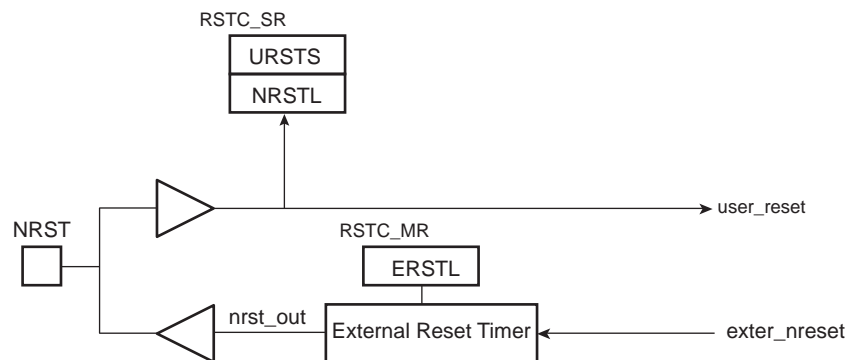 RSTC_SR
URSTS
NRSTL
user_reset
NRST
RSTC_MR
ERSTL
nrst_out
External Reset Timer
exter_nreset